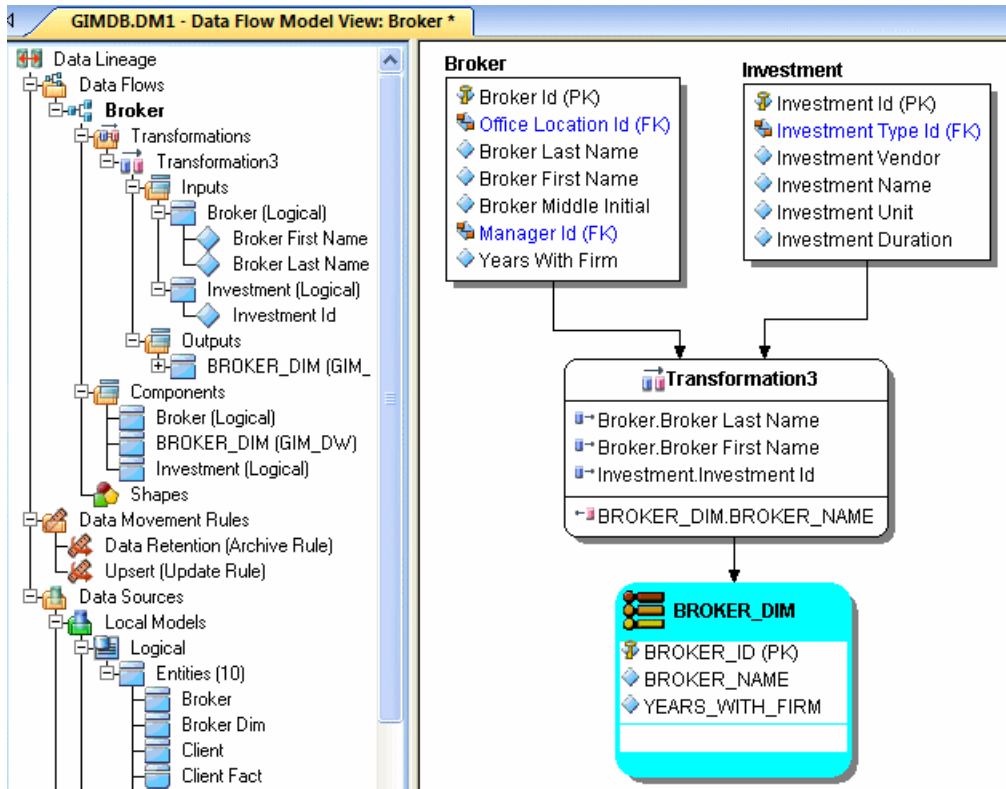 GIMDB.DM1 - Data Flow Model View: Broker *
Data Lineage
Data Flows
Broker
Transformations
Transformation3
Inputs
Broker (Logical)
Broker First Name
Broker Last Name
Investment (Logical)
Investment Id
Outputs
BROKER_DIM (GIM_
Components
Broker (Logical)
BROKER_DIM (GIM_DW)
Investment (Logical)
Shapes
Data Movement Rules
Data Retention (Archive Rule)
Upsert (Update Rule)
Data Sources
Local Models
Logical
Entities (10)
Broker
Broker Dim
Client
Client Fact
Broker
Broker Id (PK)
Office Location Id (FK)
Broker Last Name
Broker First Name
Broker Middle Initial
Manager Id (FK)
Years With Firm
Investment
Investment Id (PK)
Investment Type Id (FK)
Investment Vendor
Investment Name
Investment Unit
Investment Duration
Transformation3
Broker.Broker Last Name
Broker.Broker First Name
Investment.Investment Id
BROKER_DIM.BROKER_NAME
BROKER_DIM
BROKER_ID (PK)
BROKER_NAME
YEARS_WITH_FIRM